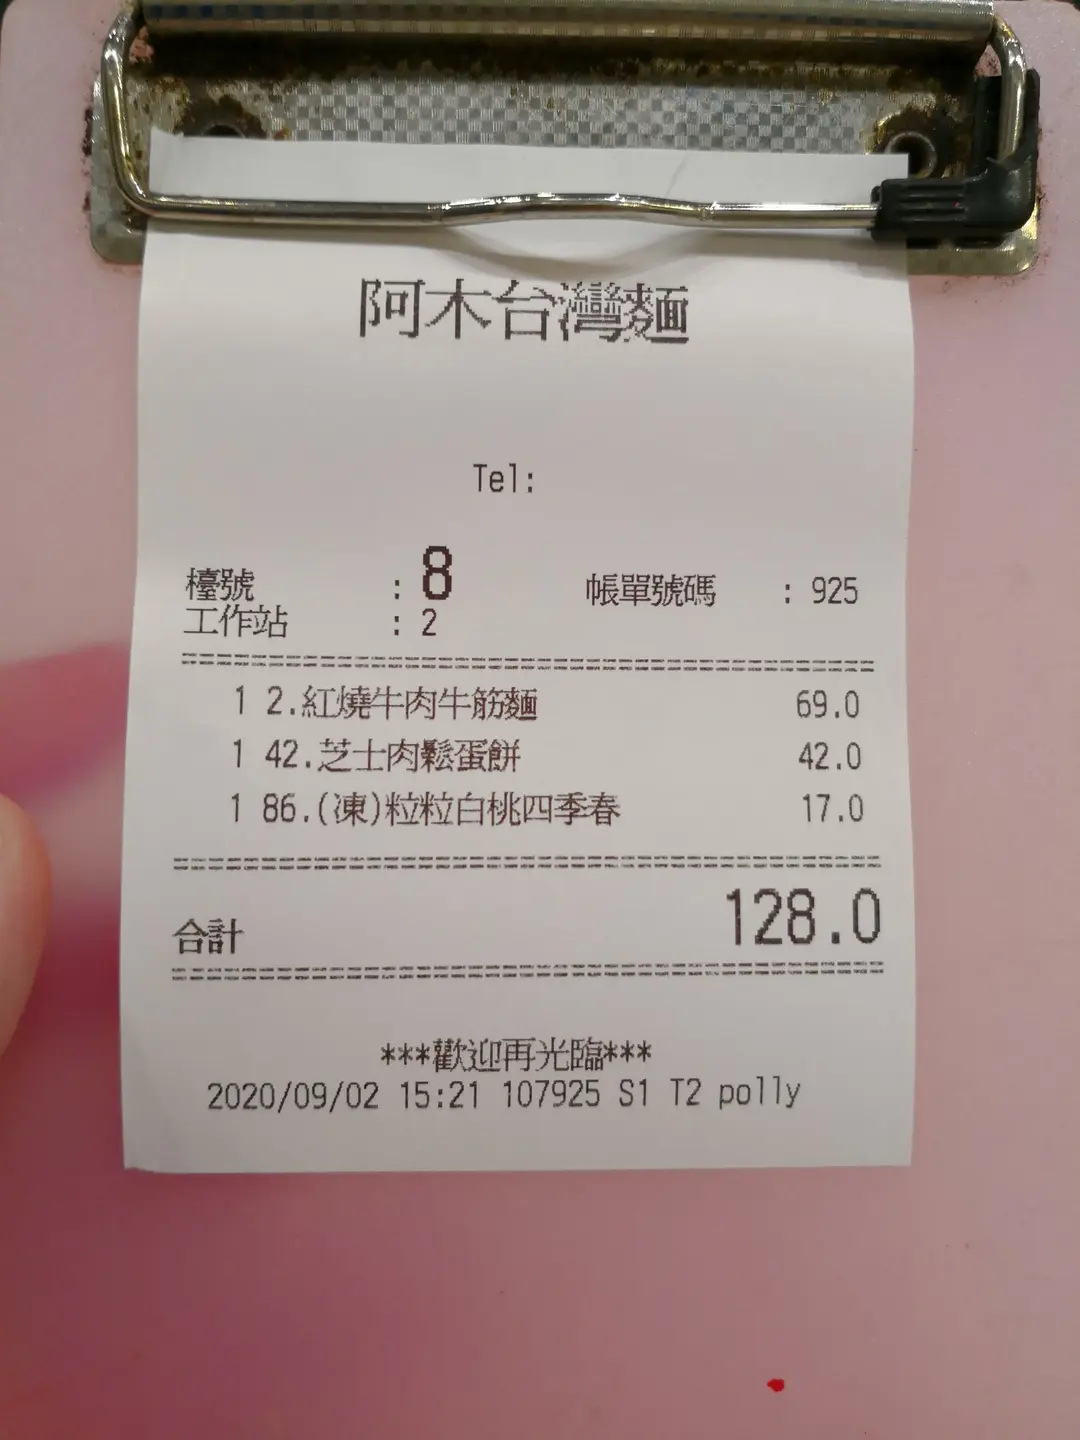 阿木台灣麵
Tel:
檯號 : 8 帳單號碼 : 925
工作站 : 2
1 2.紅燒牛肉牛筋麵 69.0
1 42.芝士肉鬆蛋餅 42.0
1 86.(凍)粒粒白桃四季春 17.0
合計 128.0
***歡迎再光臨***
2020/09/02 15:21 107925 S1 T2 polly